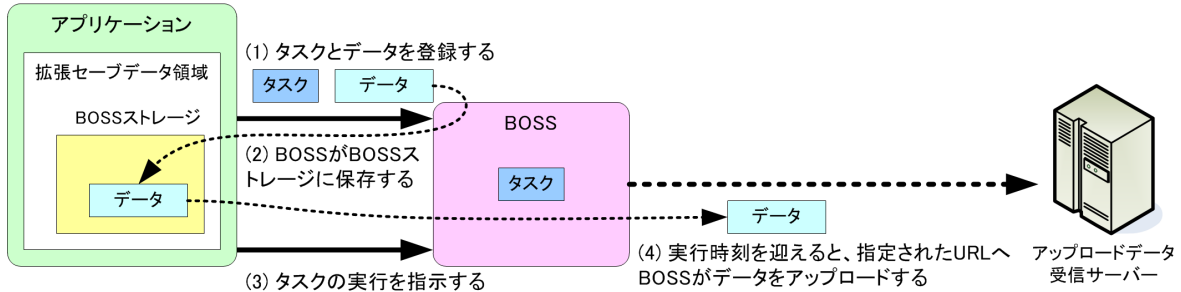 アプリケーション
拡張セーブデータ領域
BOSSストレージ
データ
(1) タスクとデータを登録する
タスク
データ
(2) BOSSがBOSSス
トレージに保存する
(3) タスクの実行を指示する
BOSS
タスク
データ
(4) 実行時刻を迎えると、指定されたURLへ
BOSSがデータをアップロードする
アップロードデータ
受信サーバー